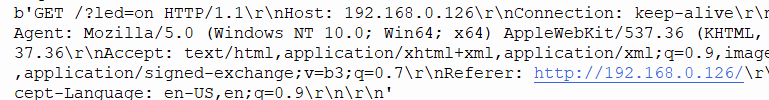 b'GET /?led=on HTTP/1.1\r\nHost: 192.168.0.126\r\nConnection: keep-alive\r\r
Agent: Mozilla/5.0 (Windows NT 10.0; Win64; x64) AppleWebKit/537.36 (KHTML,
37.36\r\nAccept: text/html,application/xhtml+xml,application/xml;q=0.9,image
,application/signed-exchange;v=b3;q=0.7\r\nReferer: http://192.168.0.126/\r\
cept-Language: en-US,en;q=0.9\r\n\r\n'